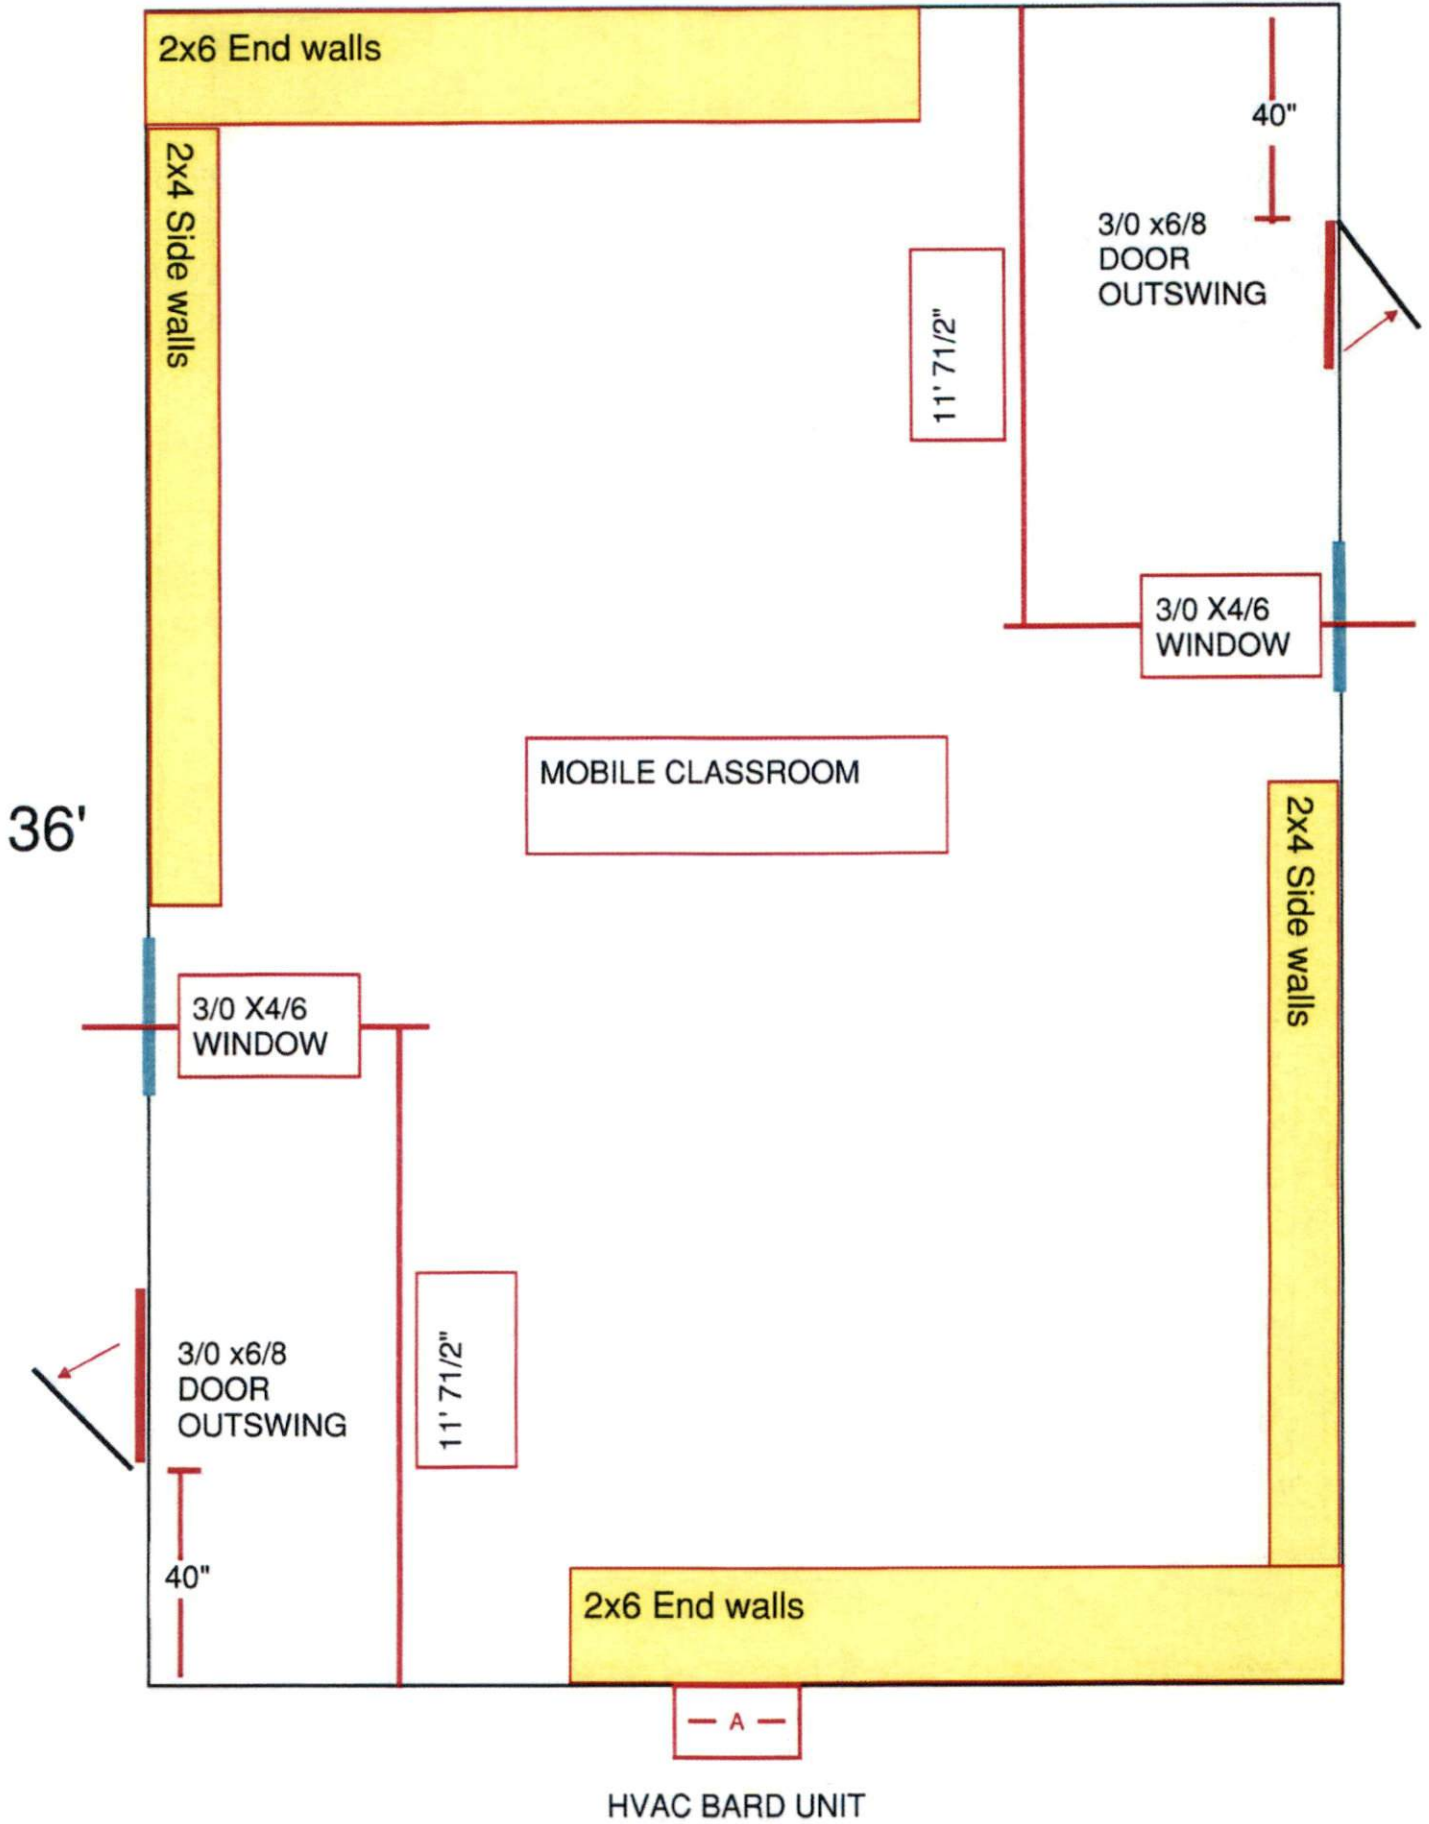 2x6 End walls
40"
2x4 Side walls
3/0 x6/8
DOOR
OUTSWING
11' 71/2"
3/0 X4/6
WINDOW
MOBILE CLASSROOM
36'
2x4 Side walls
3/0 X4/6
WINDOW
11' 71/2"
3/0 x6/8
DOOR
OUTSWING
40"
2x6 End walls
A
HVAC BARD UNIT